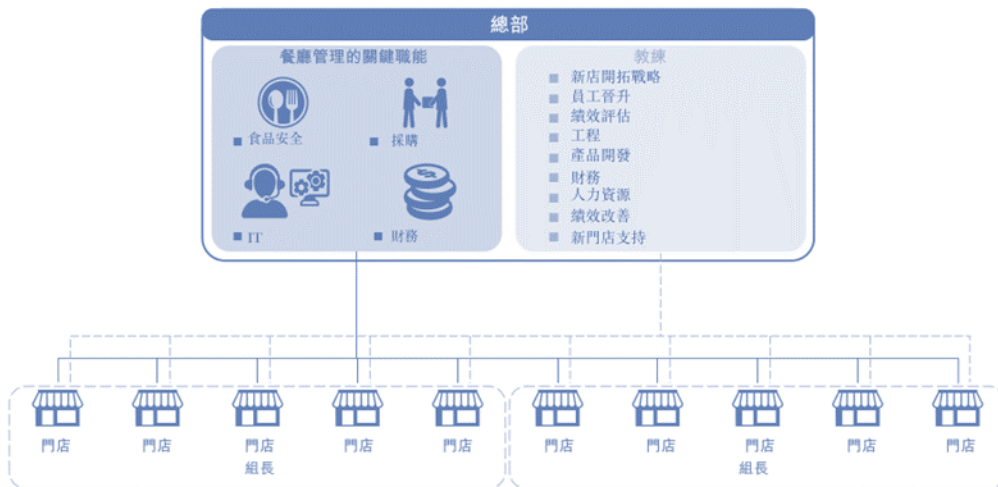 總部
餐廳管理的關鍵職能
食品安全
採購
IT
財務
教練
新店開拓戰略
員工晉升
績效評估
工程
產品開發
財務
人力資源
績效改善
新門店支持
門店 門店 門店 門店 門店 門店 門店 門店 門店 門店
組長 組長